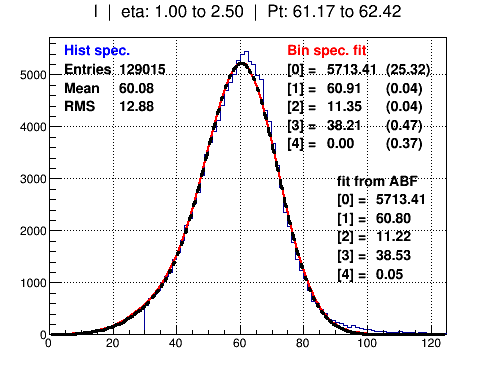 I | eta: 1.00 to 2.50 | Pt: 61.17 to 62.42
Hist spec.
Entries 129015
Mean 60.08
RMS 12.88
Bin spec. fit
[0] = 5713.41 (25.32)
[1] = 60.91 (0.04)
[2] = 11.35 (0.04)
[3] = 38.21 (0.47)
[4] = 0.00 (0.37)
fit from ABF
[0] = 5713.41
[1] = 60.80
[2] = 11.22
[3] = 38.53
[4] = 0.05
5000
4000
3000
2000
1000
0
0 20 40 60 80 100 120